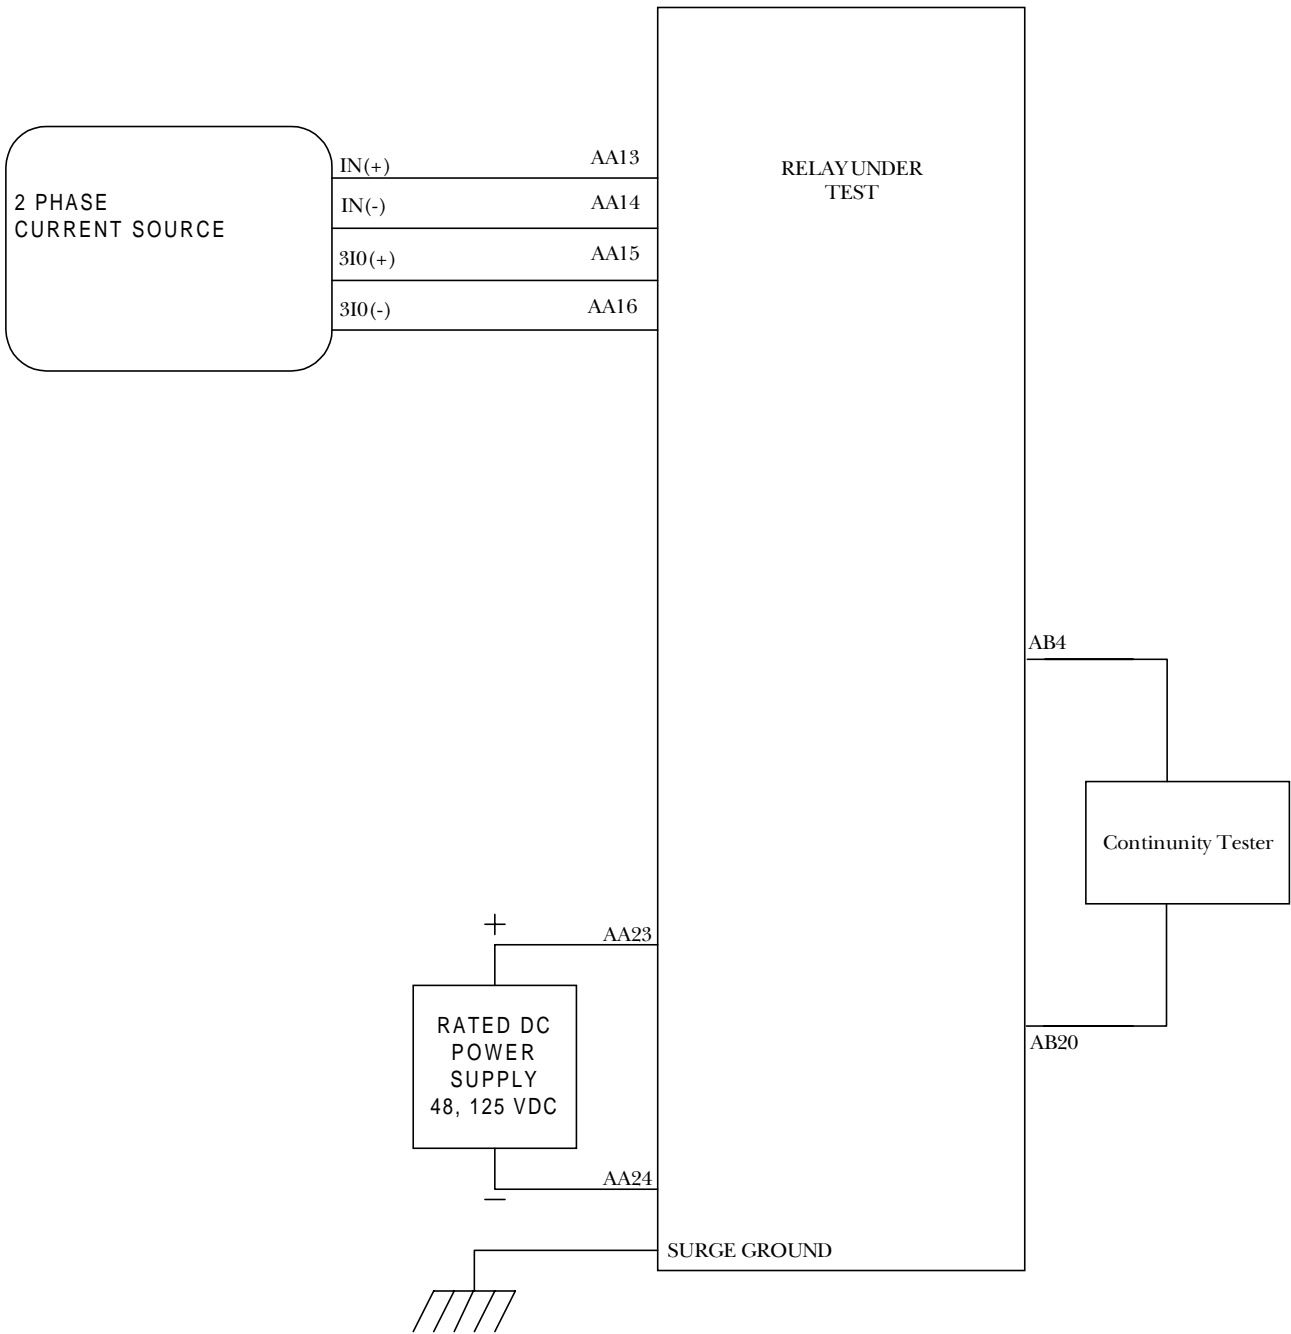 IN(+)
AA13
RELAY UNDER
TEST
2 PHASE
CURRENT SOURCE
IN(-)
AA14
3I0(+)
AA15
3I0(-)
AA16
AB4
Continunity Tester
+
AA23
RATED DC
POWER
SUPPLY
48, 125 VDC
AB20
AA24
−
SURGE GROUND